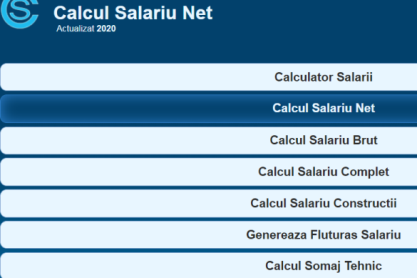 Calcul Salariu Net
Actualizat 2020
Calculator Salarii
Calcul Salariu Net
Calcul Salariu Brut
Calcul Salariu Complet
Calcul Salariu Constructii
Genereaza Fluturas Salariu
Calcul Somaj Tehnic